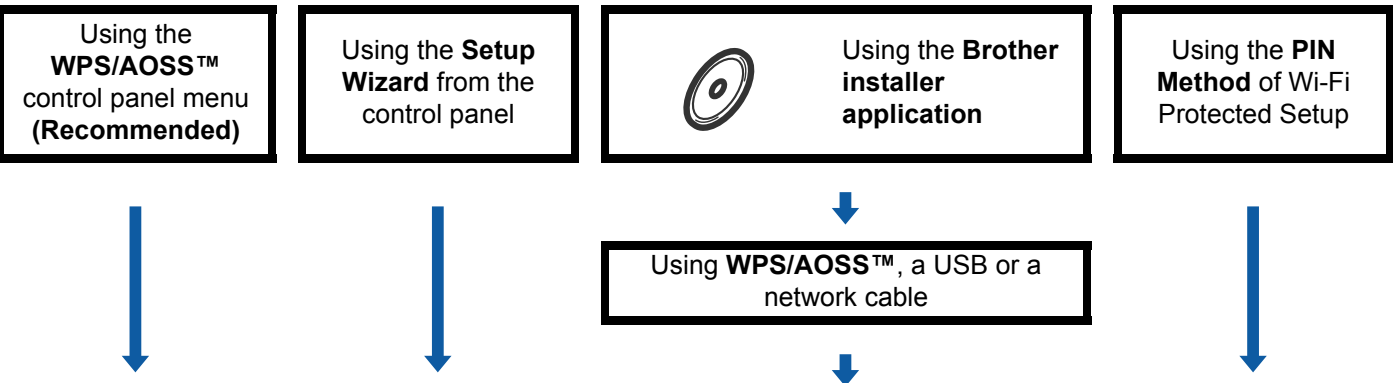 Using the
WPS/AOSS™
control panel menu
(Recommended)
Using the Setup
Wizard from the
control panel
Using the Brother
installer
application
Using the PIN
Method of Wi-Fi
Protected Setup
Using WPS/AOSS™, a USB or a
network cable